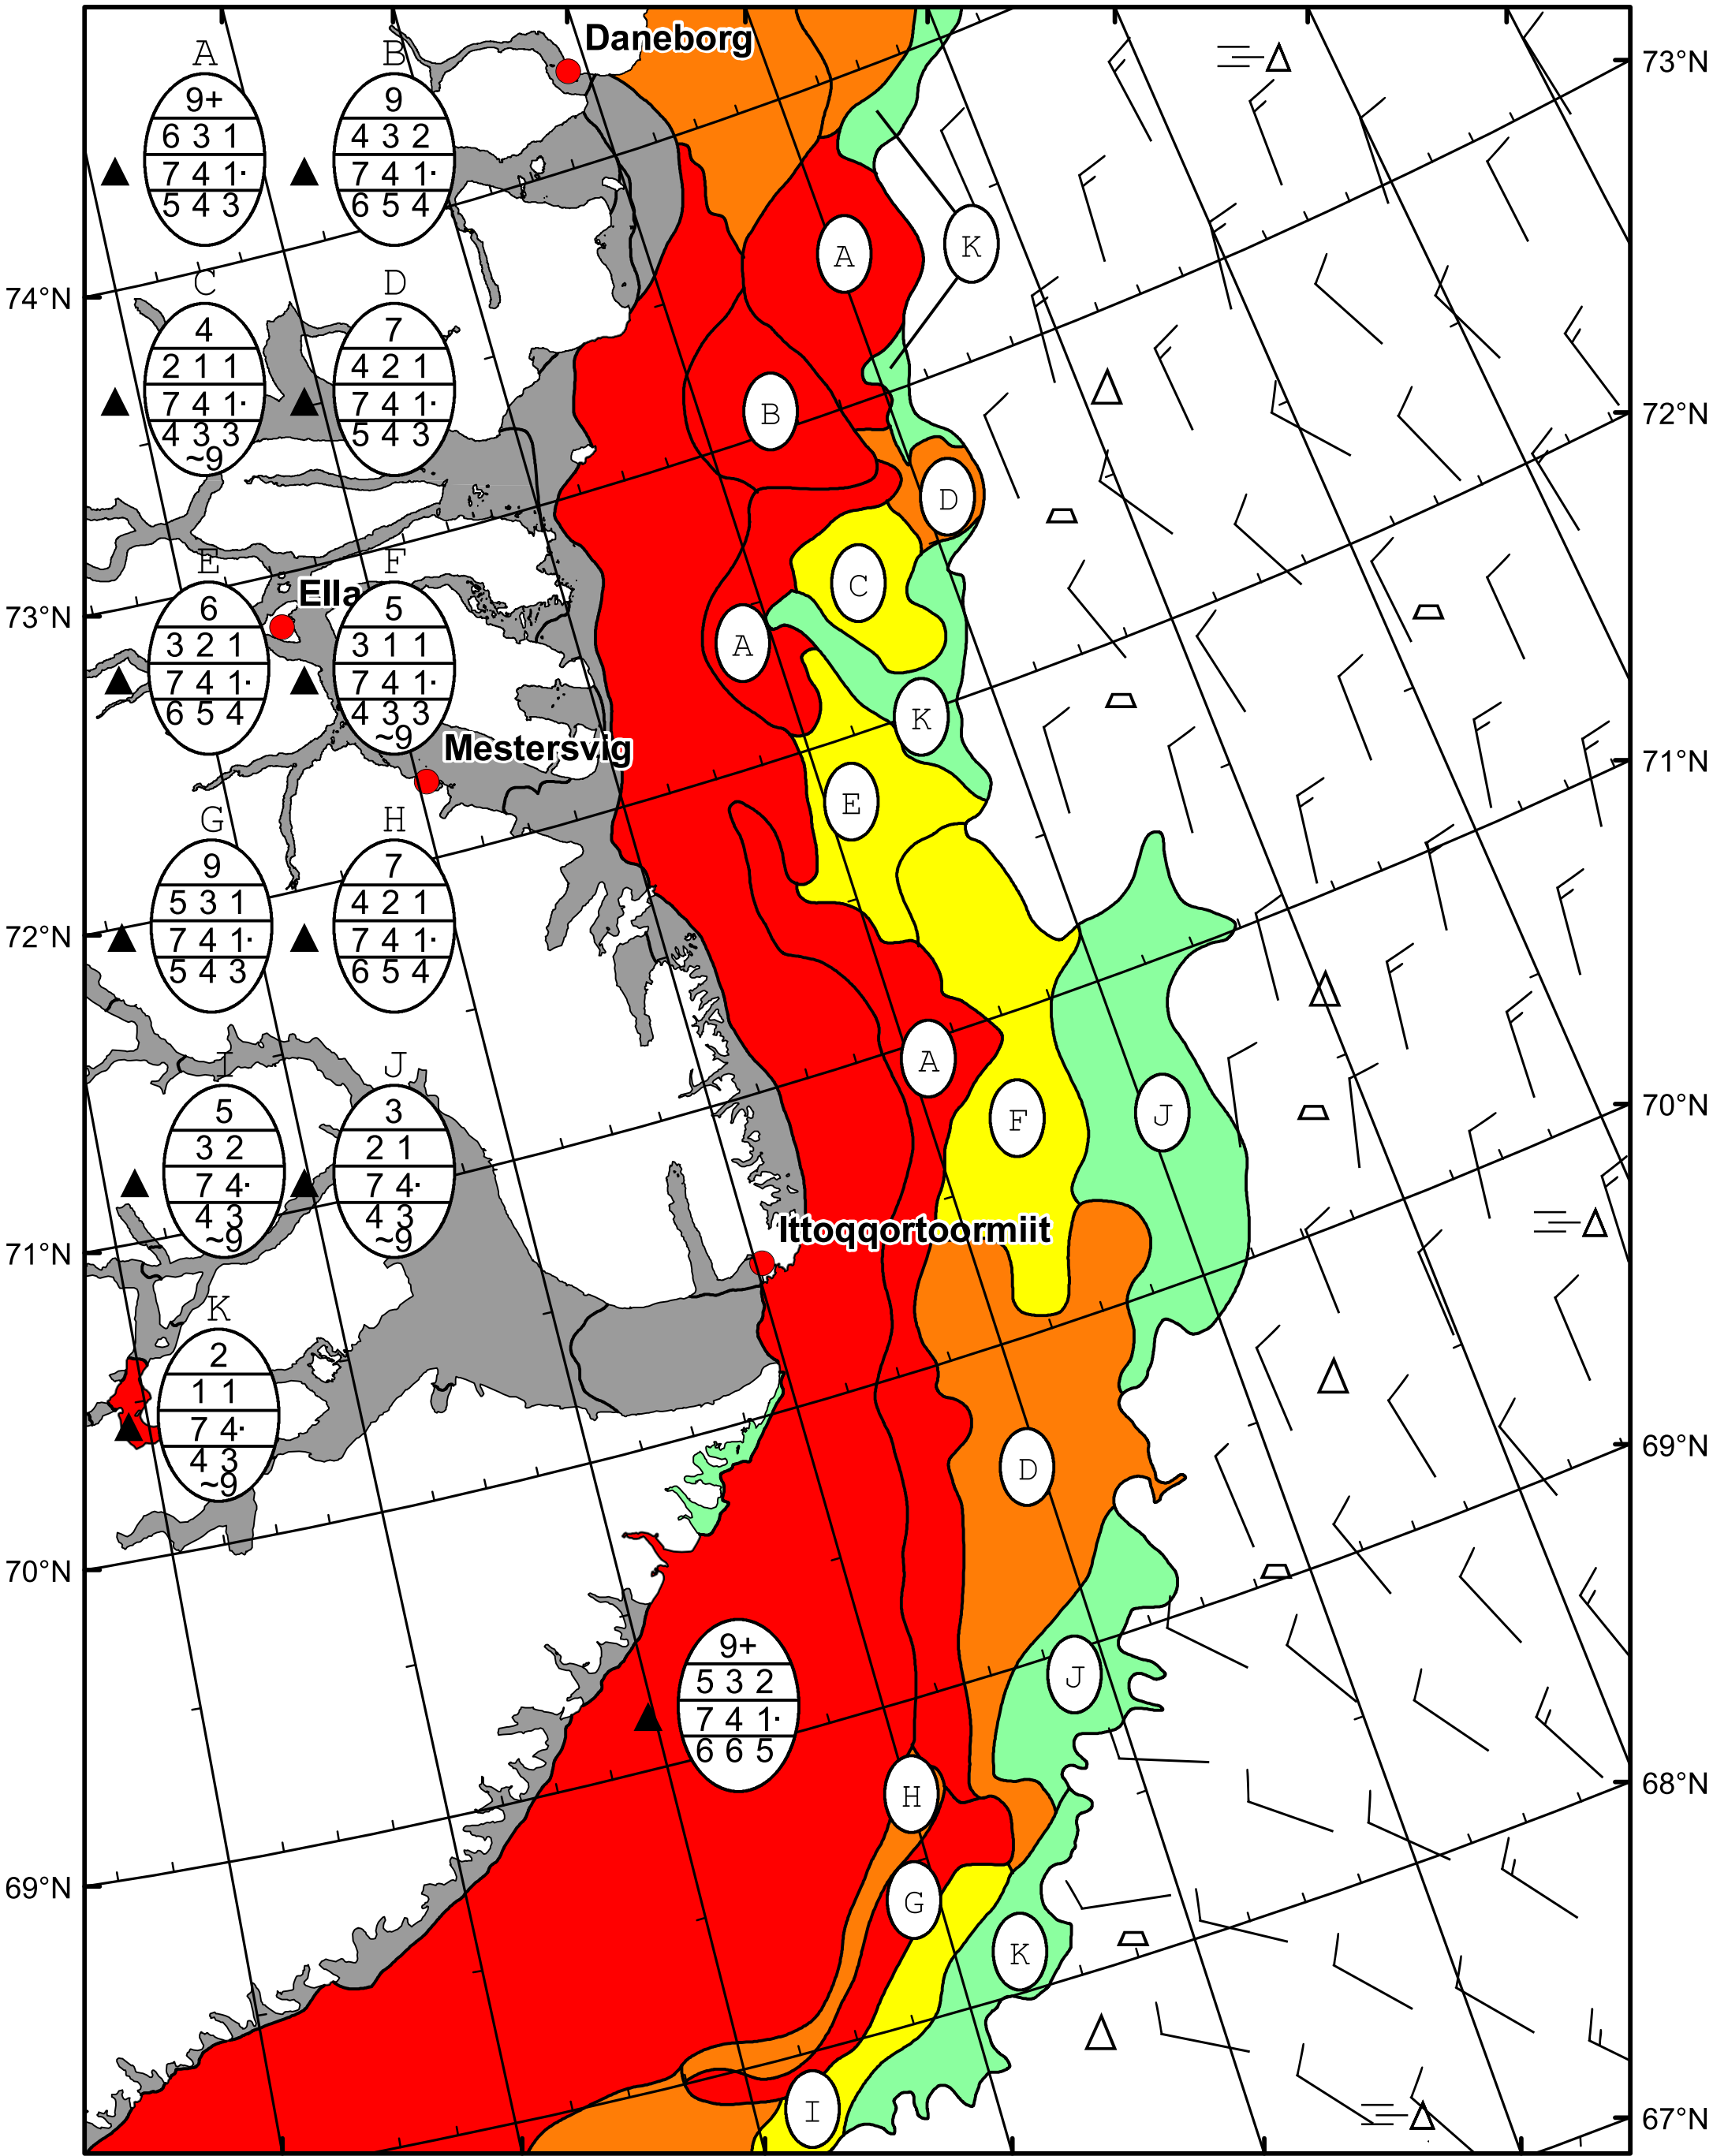 Daneborg
73°N
A
B
9+
6 3 1
7 4 1·
5 4 3
9
4 3 2
7 4 1·
6 5 4
A
K
74°N
C
D
4
2 1 1
7 4 1·
4 3 3
~9
7
4 2 1
7 4 1·
5 4 3
B
72°N
D
E
F
Ella
C
6
3 2 1
7 4 1·
6 5 4
5
3 1 1
7 4 1·
4 3 3
~9
73°N
A
K
Mestersvig
71°N
E
G
H
9
5 3 1
7 4 1·
5 4 3
7
4 2 1
7 4 1·
6 5 4
72°N
A
F
J
70°N
I
J
5
3 2
7 4·
4 3
~9
3
2 1
7 4·
4 3
~9
Ittoqqortoormiit
71°N
K
2
1 1
7 4·
4 3
~9
69°N
D
70°N
9+
5 3 2
7 4 1·
6 6 5
J
H
68°N
69°N
G
K
I
67°N